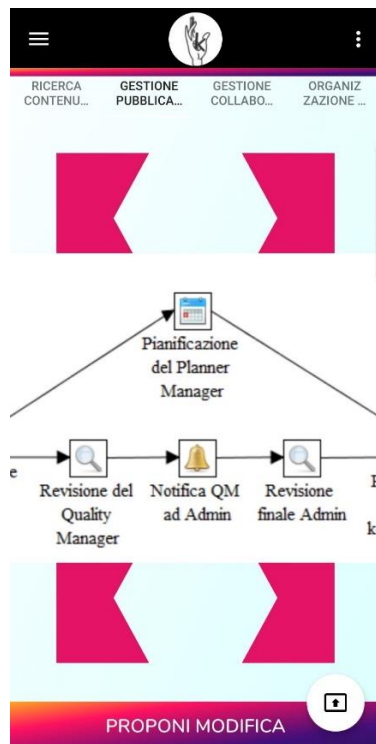 RICERCA
CONTENU...
GESTIONE
PUBBLICA...
GESTIONE
COLLABO...
ORGANIZ
ZAZIONE ...
Pianificazione
del Planner
Manager
e
Revisione del
Quality
Manager
Notifica QM
ad Admin
Revisione
finale Admin
k
PROPONI MODIFICA